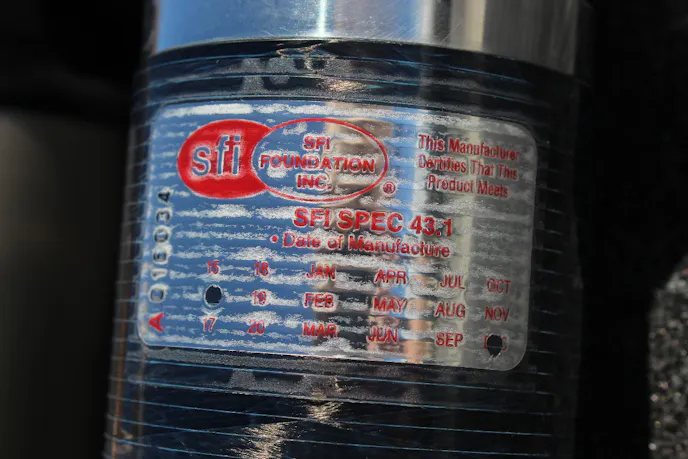 sfi
SFI
FOUNDATION
INC.
®
This Manufacturer
Certifies That This
Product Meets
SFI SPEC 43.1
• Date of Manufacture
15 18 JAN APR JUL OCT
19 FEB MAY AUG NOV
17 20 MAR JUN SEP
A